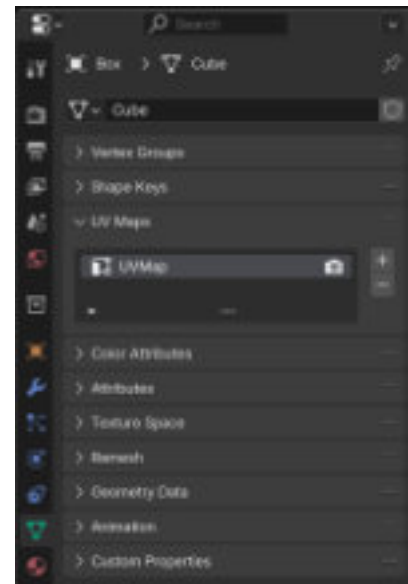 Search
Box > Cube
Cube
Vertex Groups
Shape Keys
UV Maps
UVMap
Color Attributes
Attributes
Texture Space
Remesh
Geometry Data
Animation
Custom Properties